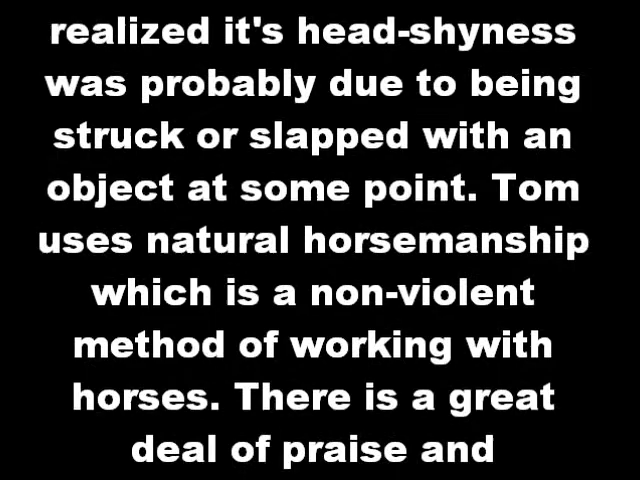 realized it's head-shyness
was probably due to being
struck or slapped with an
object at some point. Tom
uses natural horsemanship
which is a non-violent
method of working with
horses. There is a great
deal of praise and